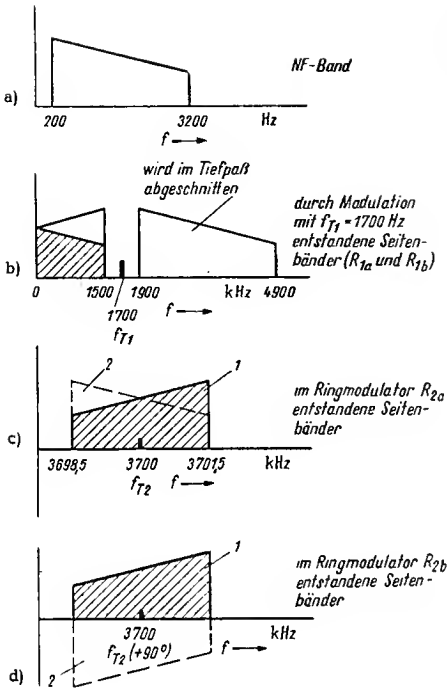 NF-Band
a)
200
3200
f
Hz
wird im Tiefpaß
abgeschnitten
durch Modulation
mit fT1 = 1700 Hz
entstandene Seiten-
bänder (R1a und R1b)
b)
0
1500
1900
kHz
4900
1700
f
fT1
2
1
im Ringmodulator R2a
entstandene Seiten-
bänder
c)
3698,5
3700
3701,5
kHz
fT2
f
1
im Ringmodulator R2b
entstandene Seiten-
bänder
3700
kHz
fT2 (+90°)
f
d)
2